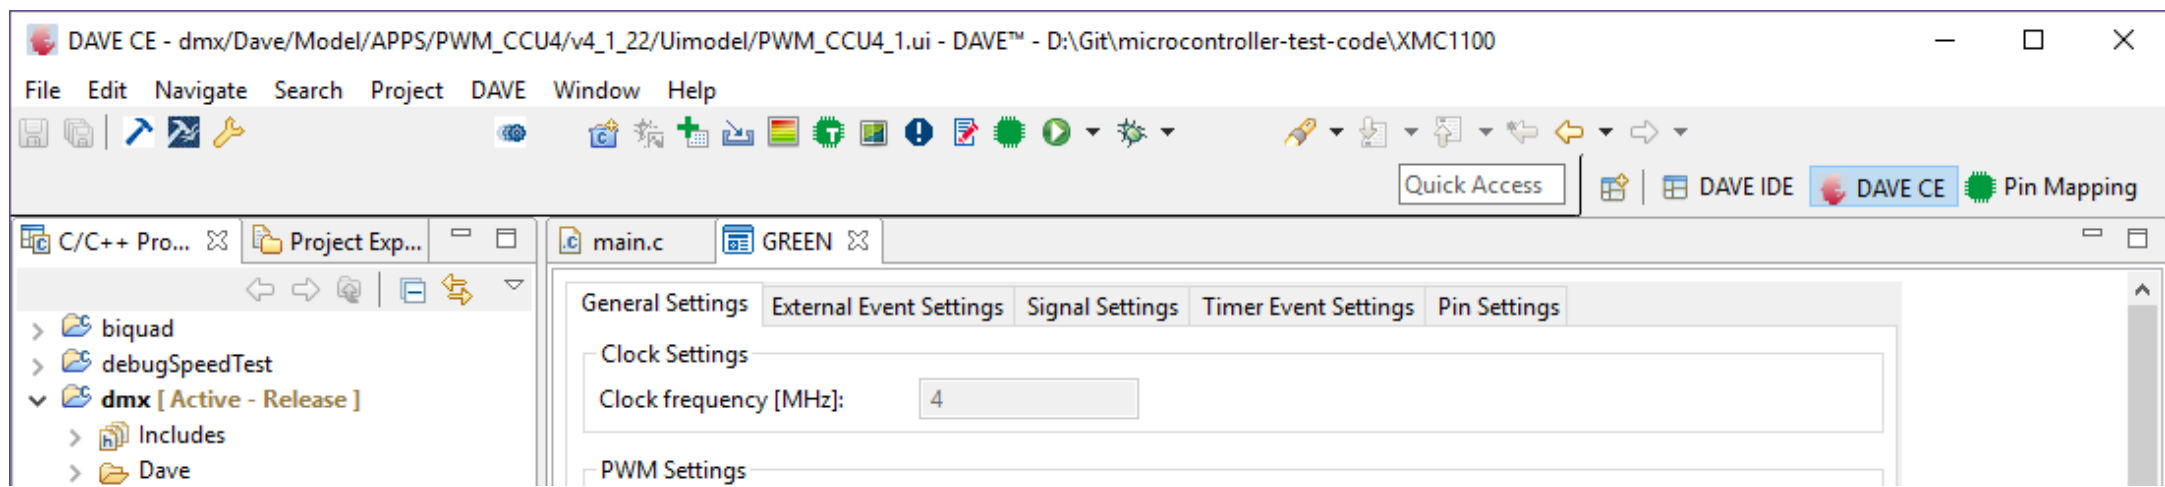 DAVE CE - dmx/Dave/Model/APPS/PWM_CCU4/v4_1_22/Uimodel/PWM_CCU4_1.ui - DAVE™ - D:\Git\microcontroller-test-code\XMC1100
File Edit Navigate Search Project DAVE Window Help
Quick Access DAVE IDE DAVE CE Pin Mapping
C/C++ Pro... Project Exp... main.c GREEN
General Settings External Event Settings Signal Settings Timer Event Settings Pin Settings
biquad
debugSpeedTest
dmx [ Active - Release ]
Includes
Dave
Clock Settings
Clock frequency [MHz]: 4
PWM Settings